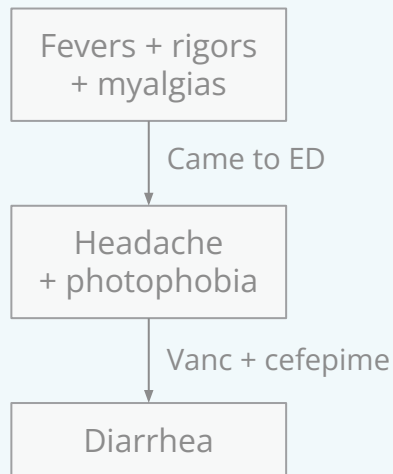 Fevers + rigors
+ myalgias
Came to ED
Headache
+ photophobia
Vanc + cefepime
Diarrhea